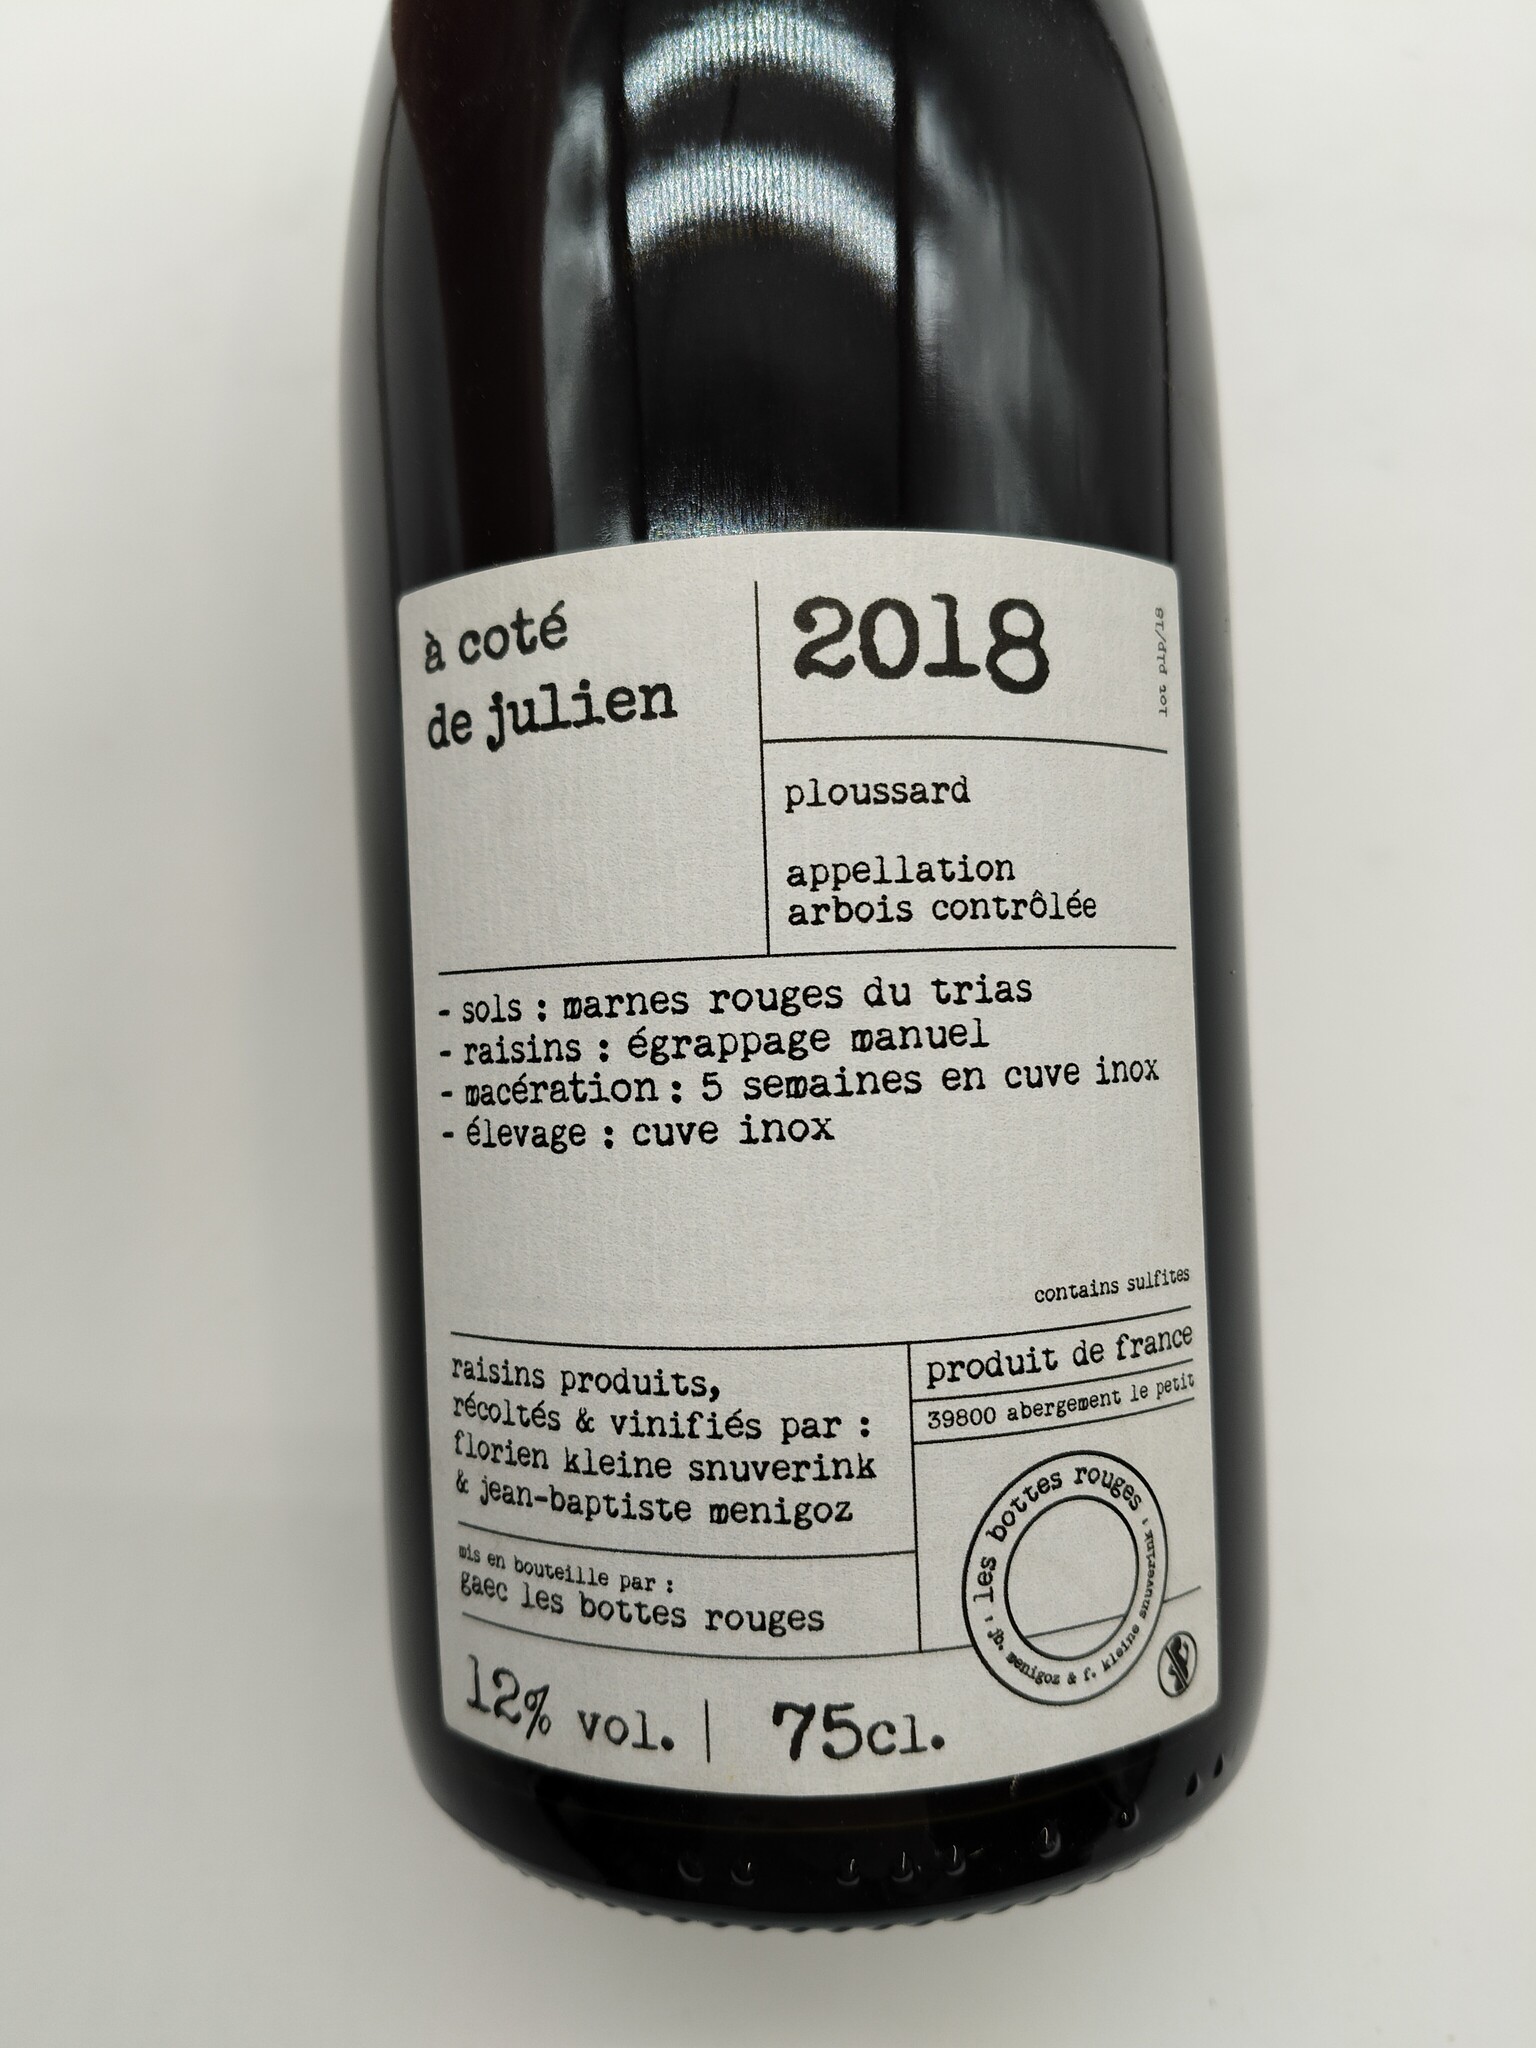 à coté
de julien
2018
lot pld/18
ploussard
appellation
arbois contrôlée
- sols : marnes rouges du trias
- raisins : égrappage manuel
- macération : 5 semaines en cuve inox
- élevage : cuve inox
contains sulfites
raisins produits,
récoltés & vinifiés par :
florien kleine snuverink
& jean-baptiste menigoz
mis en bouteille par :
gaec les bottes rouges
produit de france
39800 abergement le petit
les bottes rouges
jb. menigoz & f. kleine snuverink
12% vol. | 75cl.